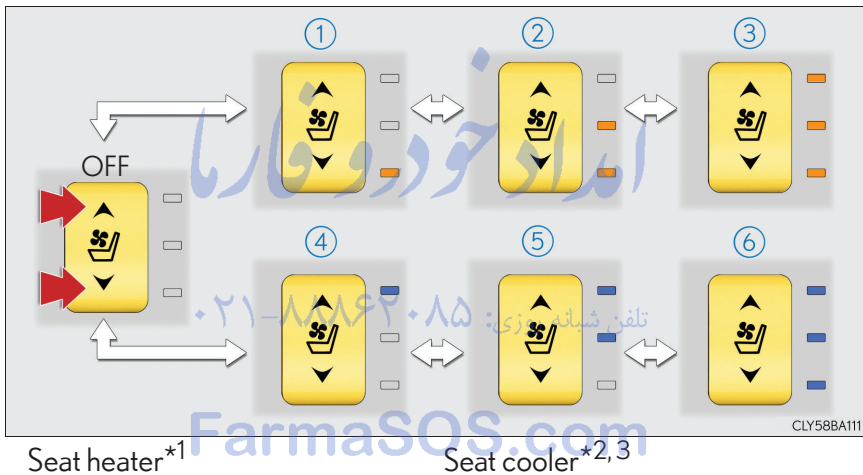 ① ② ③
OFF
امداد خودرو فارما
④ ⑤ ⑥
تلفن شبانه روزی: ۰۲۱-۸۸۸۶۲۰۸۵
CLY58BA111
FarmaSOS.com
Seat heater*1 Seat cooler*2, 3